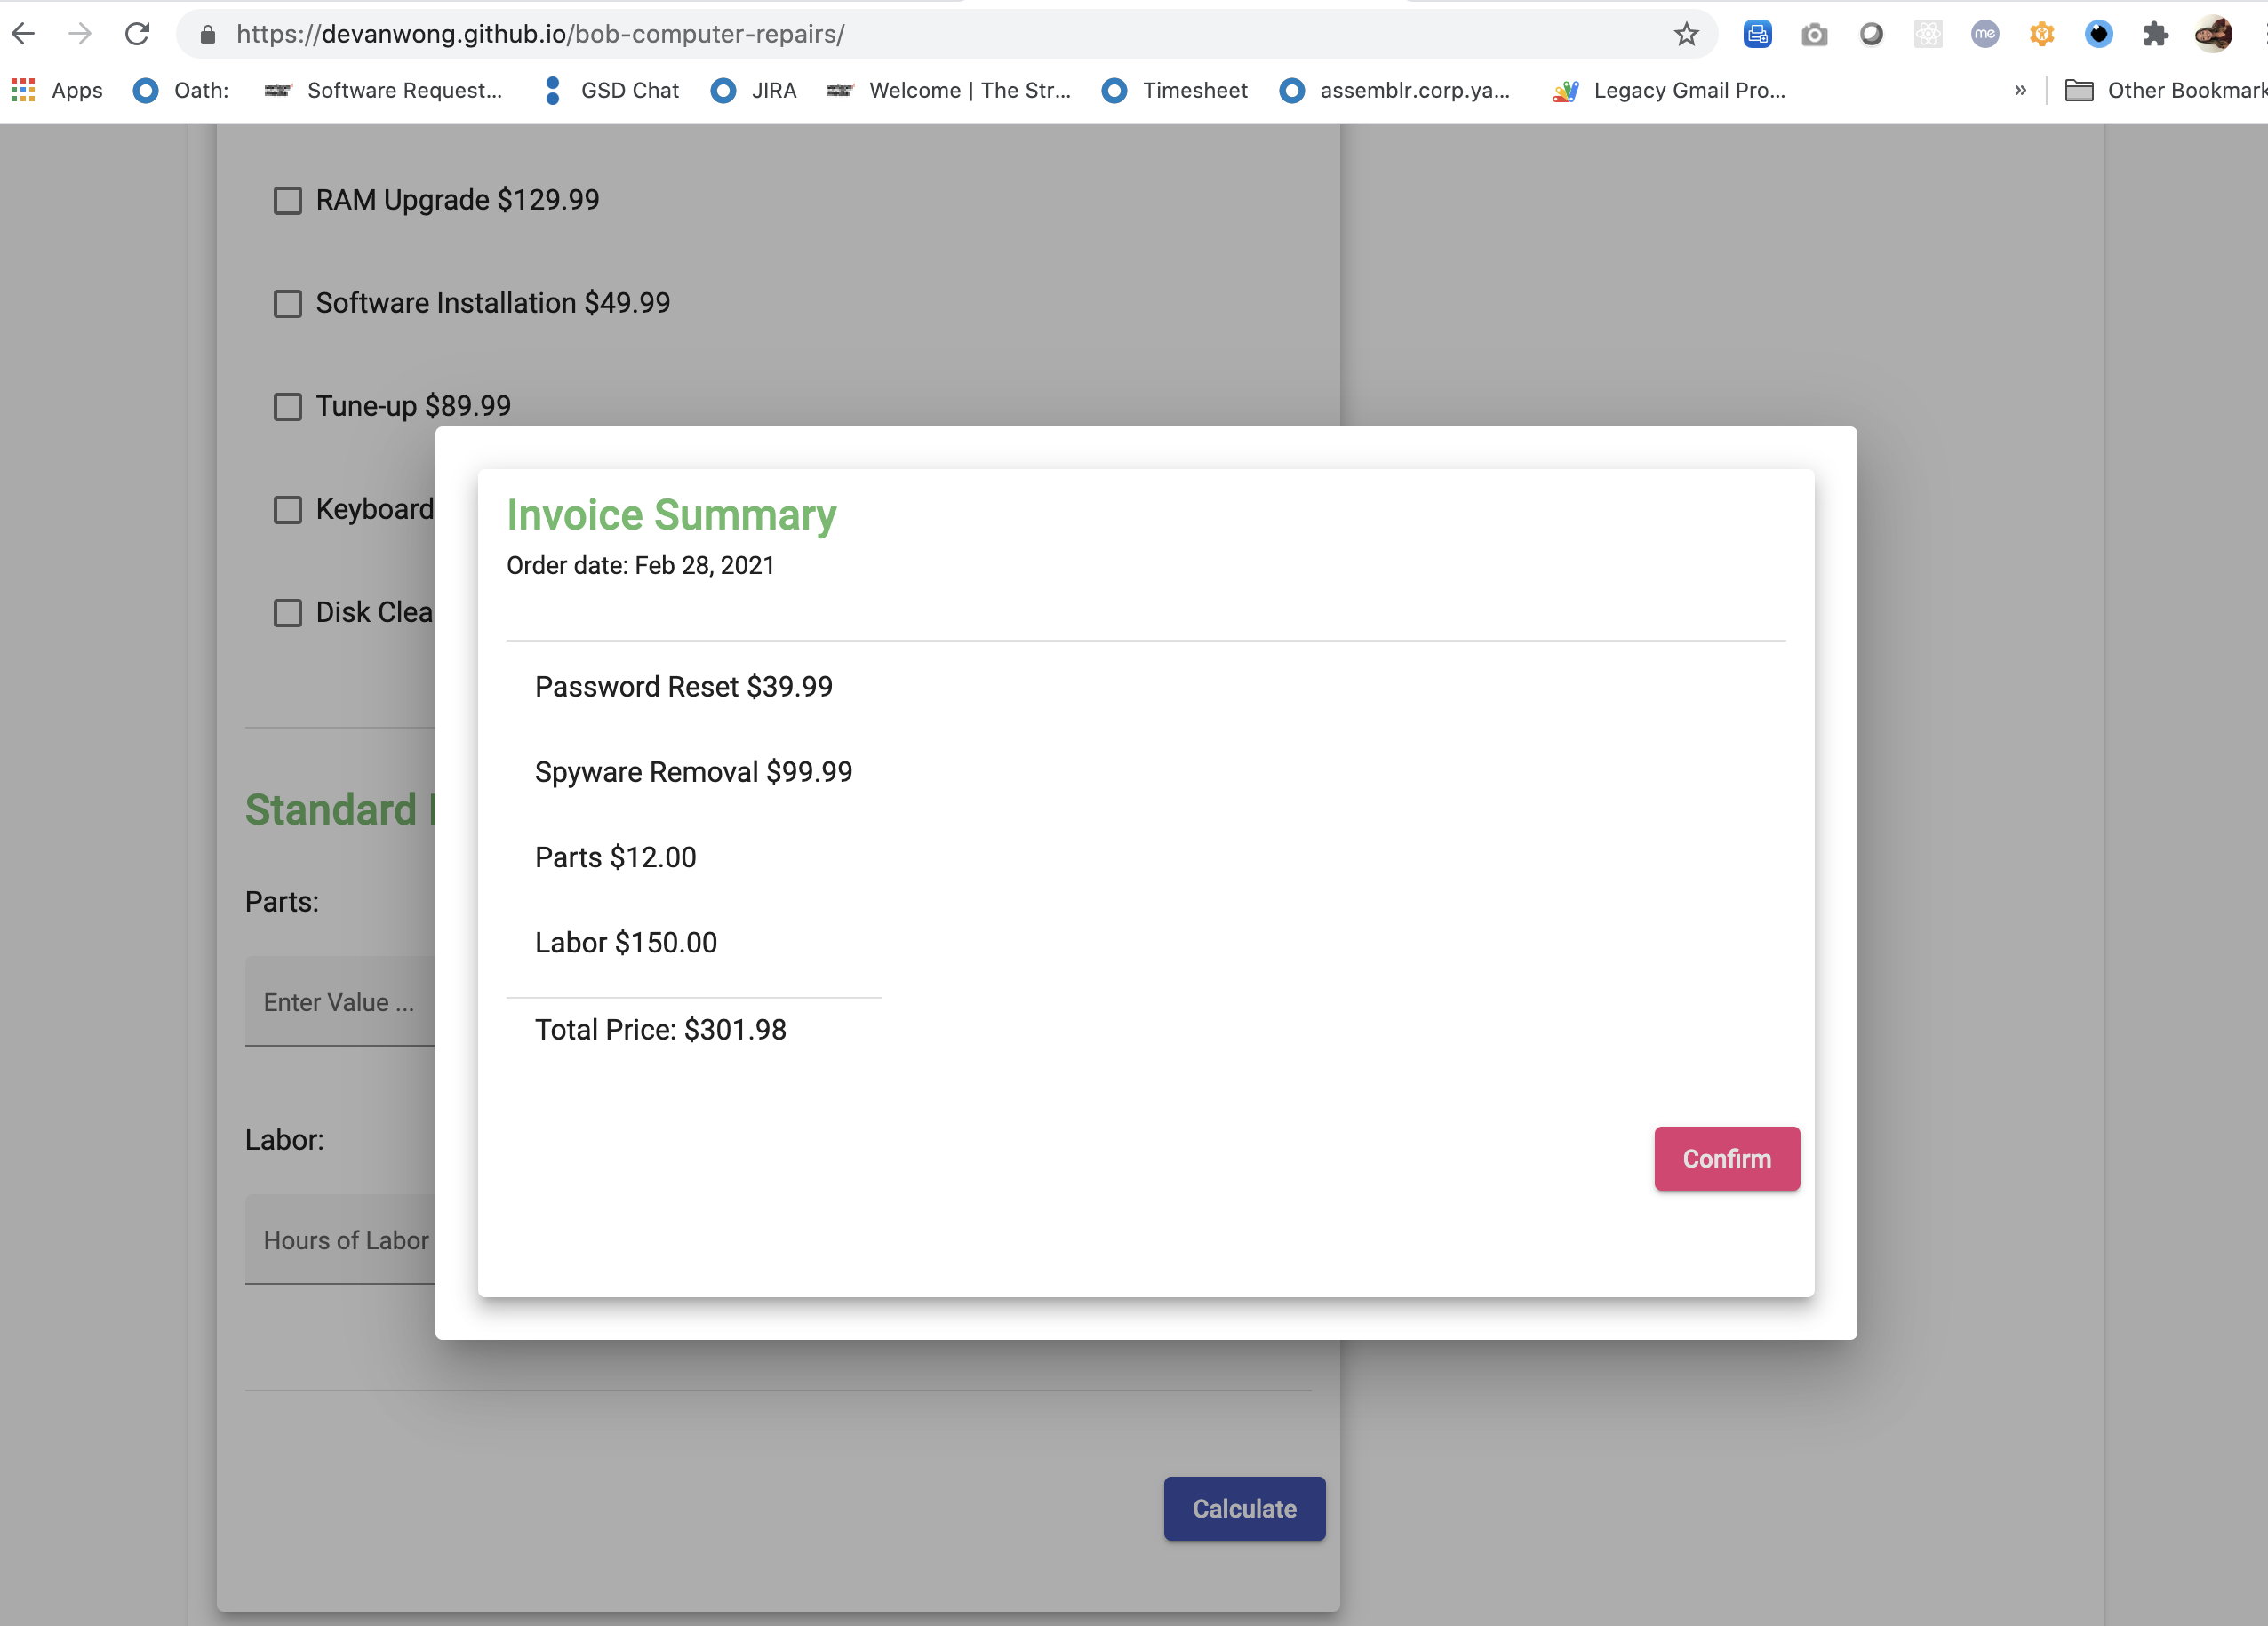 https://devanwong.github.io/bob-computer-repairs/
me
Apps Oath: Software Request... GSD Chat JIRA Welcome | The Str... Timesheet assemblr.corp.ya... Legacy Gmail Pro... » Other Bookmark
RAM Upgrade $129.99
Software Installation $49.99
Tune-up $89.99
Keyboard
Disk Clea
Invoice Summary
Order date: Feb 28, 2021
Password Reset $39.99
Spyware Removal $99.99
Parts $12.00
Labor $150.00
Total Price: $301.98
Confirm
Standard
Parts:
Enter Value ...
Labor:
Hours of Labor
Calculate